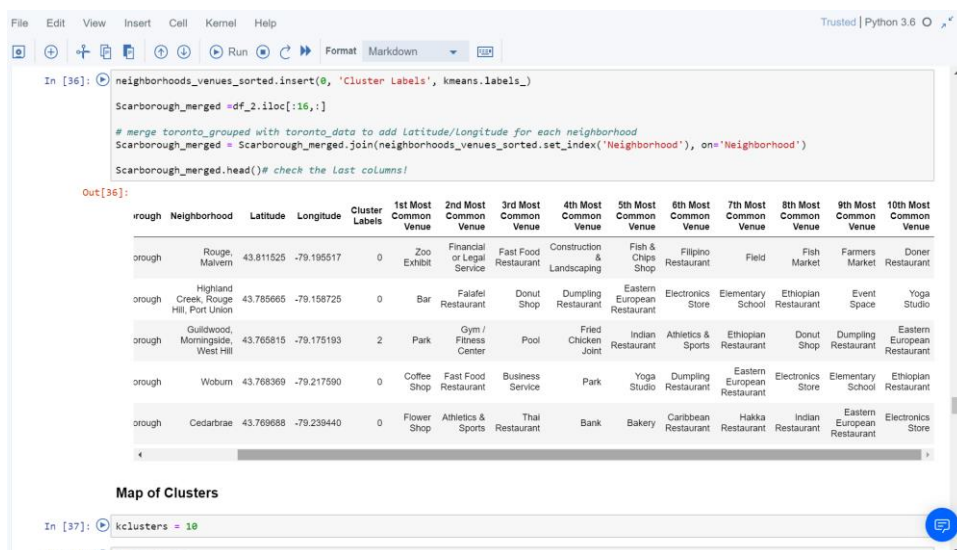 File Edit View Insert Cell Kernel Help Trusted | Python 3.6
Run Format Markdown
In [36]: neighborhoods_venues_sorted.insert(0, 'Cluster Labels', kmeans.labels_)
Scarborough_merged =df_2.iloc[:16,:]
# merge toronto_grouped with toronto_data to add latitude/longitude for each neighborhood
Scarborough_merged = Scarborough_merged.join(neighborhoods_venues_sorted.set_index('Neighborhood'), on='Neighborhood')
Scarborough_merged.head()# check the last columns!
Out[36]:
rough Neighborhood Latitude Longitude Cluster Labels 1st Most Common Venue 2nd Most Common Venue 3rd Most Common Venue 4th Most Common Venue 5th Most Common Venue 6th Most Common Venue 7th Most Common Venue 8th Most Common Venue 9th Most Common Venue 10th Most Common Venue
orough Rouge, Malvern 43.811525 -79.195517 0 Zoo Exhibit Financial or Legal Service Fast Food Restaurant Construction & Landscaping Fish & Chips Shop Filipino Restaurant Field Fish Market Farmers Market Doner Restaurant
orough Highland Creek, Rouge Hill, Port Union 43.785665 -79.158725 0 Bar Falafel Restaurant Donut Shop Dumpling Restaurant Eastern European Restaurant Electronics Store Elementary School Ethiopian Restaurant Event Space Yoga Studio
orough Guildwood, Morningside, West Hill 43.765815 -79.175193 2 Park Gym / Fitness Center Pool Fried Chicken Joint Indian Restaurant Athletics & Sports Ethiopian Restaurant Donut Shop Dumpling Restaurant Eastern European Restaurant
orough Woburn 43.768369 -79.217590 0 Coffee Shop Fast Food Restaurant Business Service Park Yoga Studio Dumpling Restaurant Eastern European Restaurant Electronics Store Elementary School Ethiopian Restaurant
orough Cedarbrae 43.769688 -79.239440 0 Flower Shop Athletics & Sports Thai Restaurant Bank Bakery Caribbean Restaurant Hakka Restaurant Indian Restaurant Eastern European Restaurant Electronics Store
Map of Clusters
In [37]: kclusters = 10